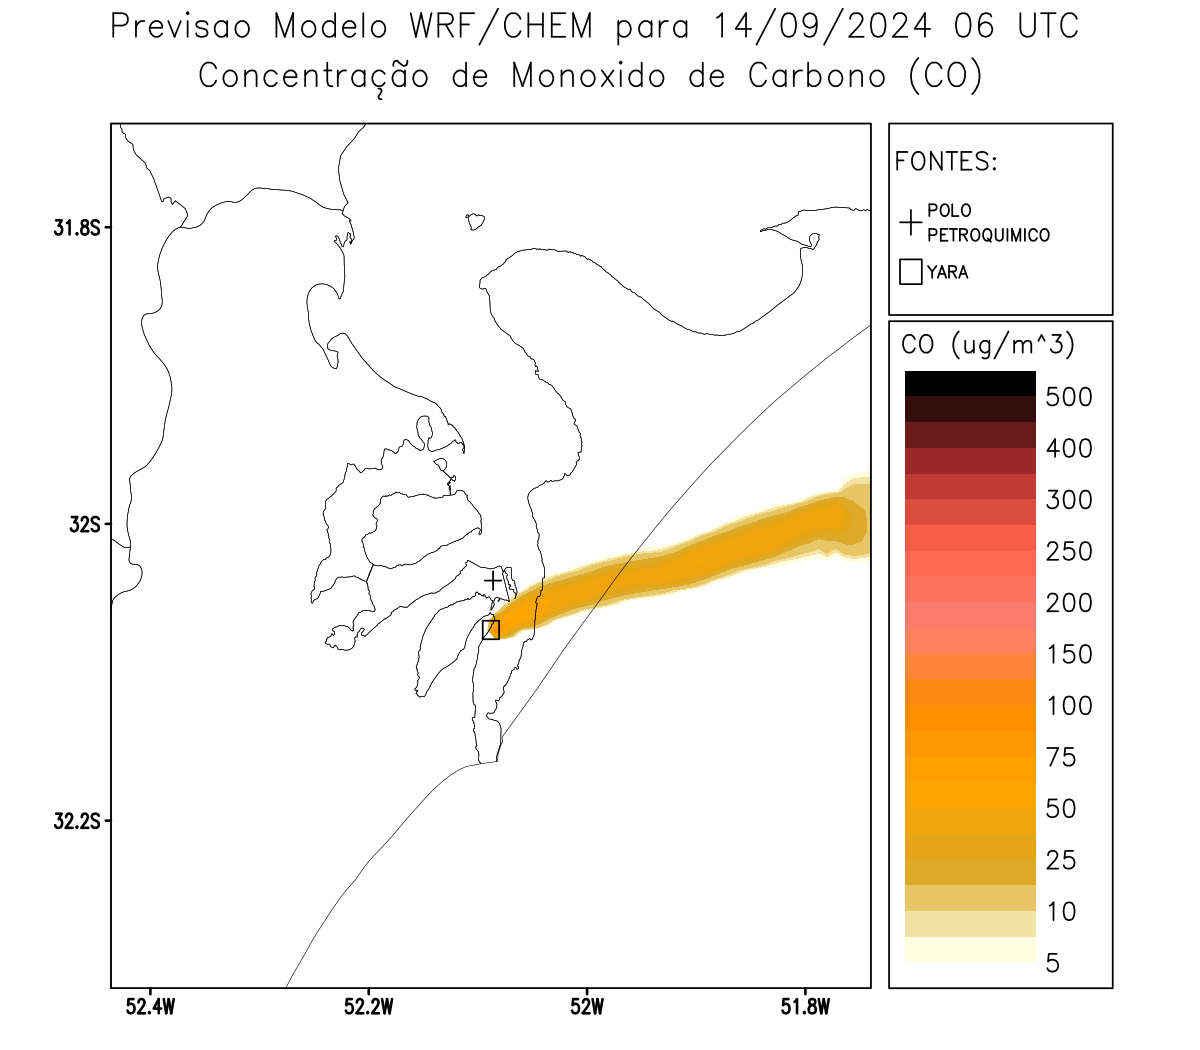 Previsao Modelo WRF/CHEM para 14/09/2024 06 UTC
Concentração de Monoxido de Carbono (CO)
FONTES:
POLO
PETROQUIMICO
YARA
CO (ug/m^3)
500
400
300
250
200
150
100
75
50
25
10
5
31.8S
32S
32.2S
52.4W
52.2W
52W
51.8W